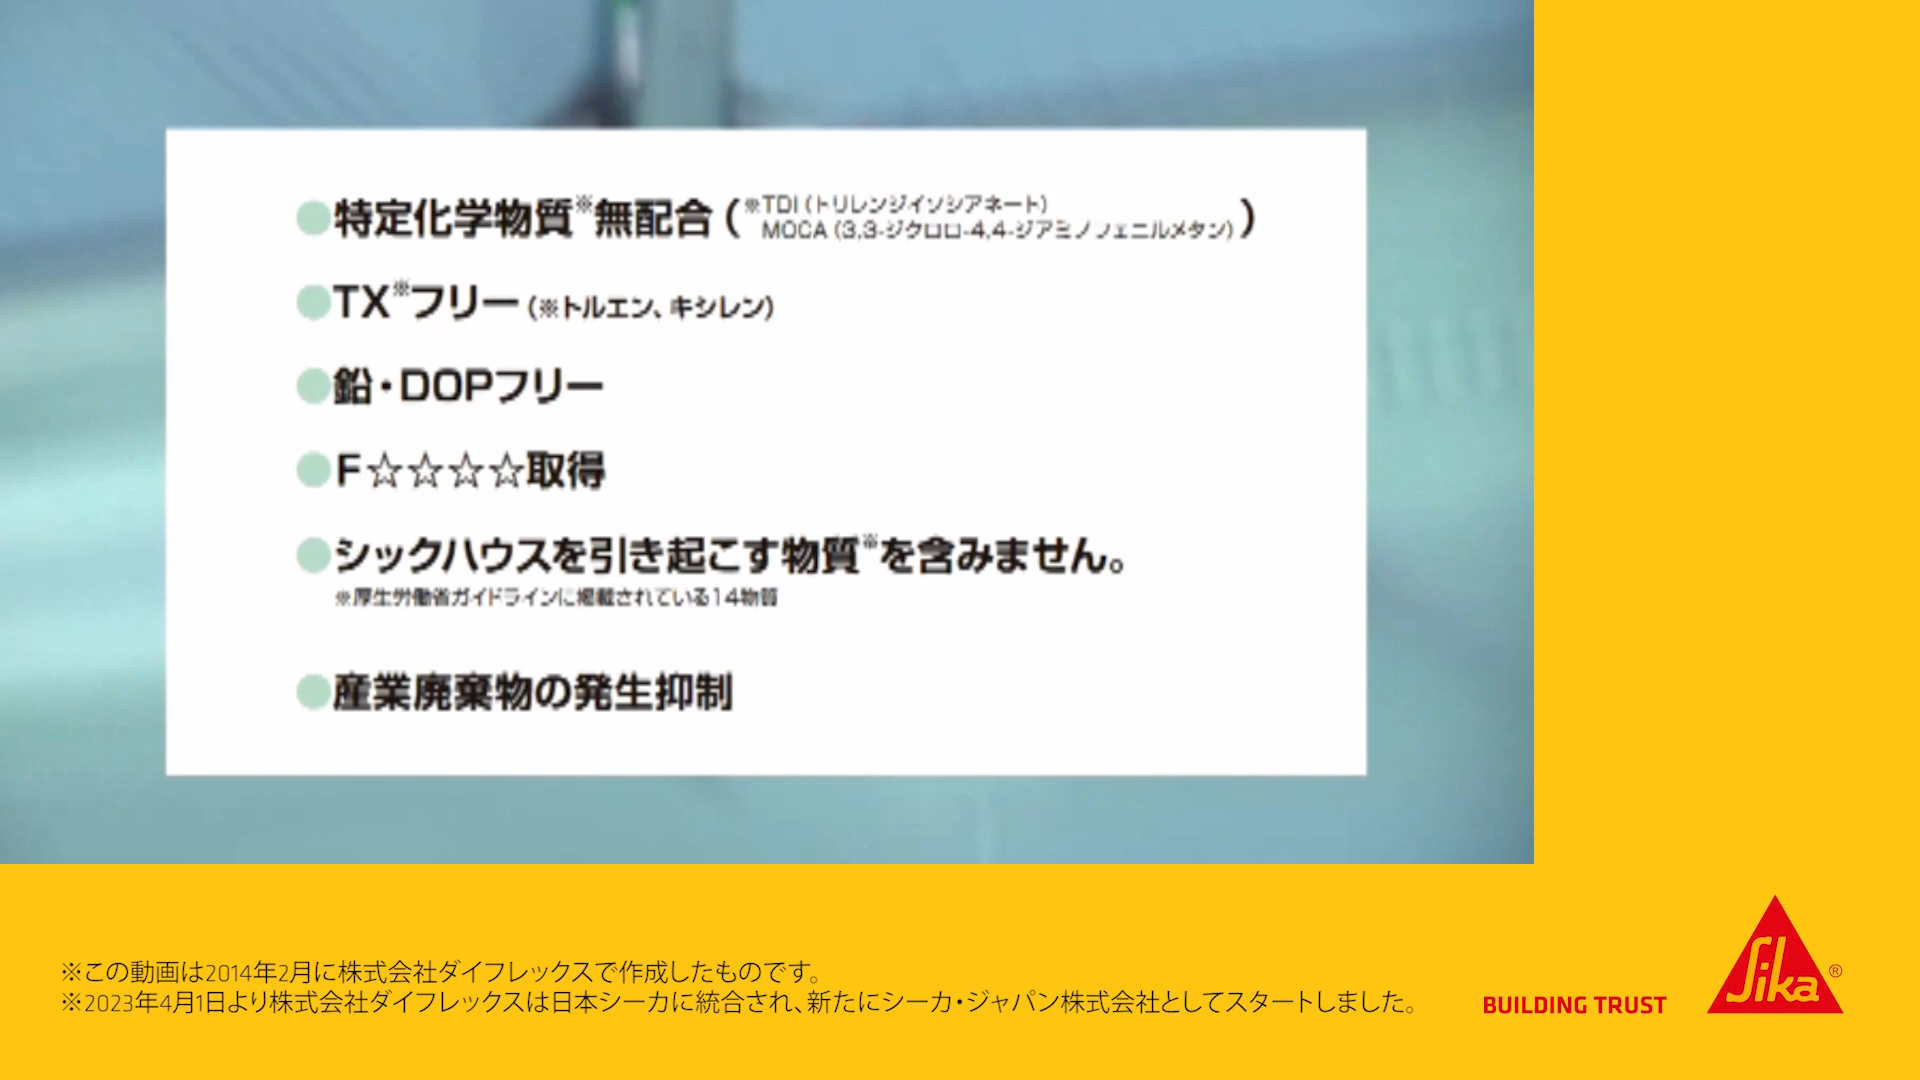 ●特定化学物質※無配合（※TDI（トリレンジイソシアネート）
MOCA（3,3-ジクロロ-4,4-ジアミノフェニルメタン））
●TX※フリー（※トルエン、キシレン）
●鉛・DOPフリー
●F☆☆☆☆取得
●シックハウスを引き起こす物質※を含みません。
※厚生労働省ガイドラインに掲載されている14物質
●産業廃棄物の発生抑制
※この動画は2014年2月に株式会社ダイフレックスで作成したものです。
※2023年4月1日より株式会社ダイフレックスは日本シーカに統合され、新たにシーカ・ジャパン株式会社としてスタートしました。
BUILDING TRUST
Sika®